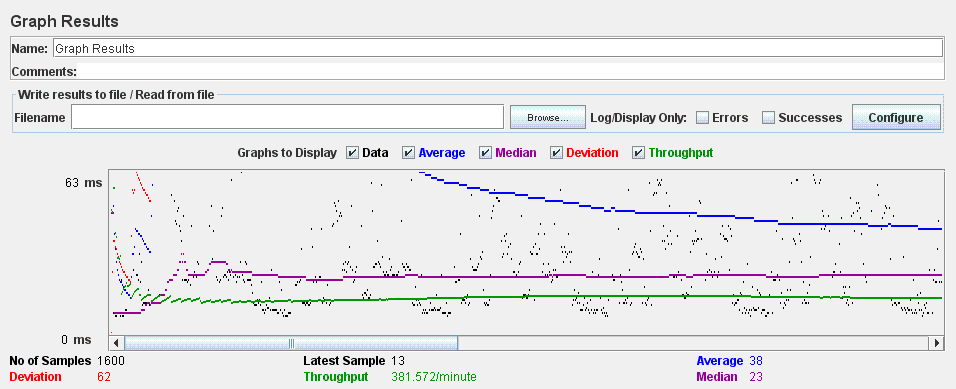 Graph Results
Name: Graph Results
Comments:
Write results to file / Read from file
Filename Browse... Log/Display Only: Errors Successes Configure
Graphs to Display Data Average Median Deviation Throughput
63 ms
0 ms
No of Samples 1600 Latest Sample 13 Average 38
Deviation 62 Throughput 381.572/minute Median 23